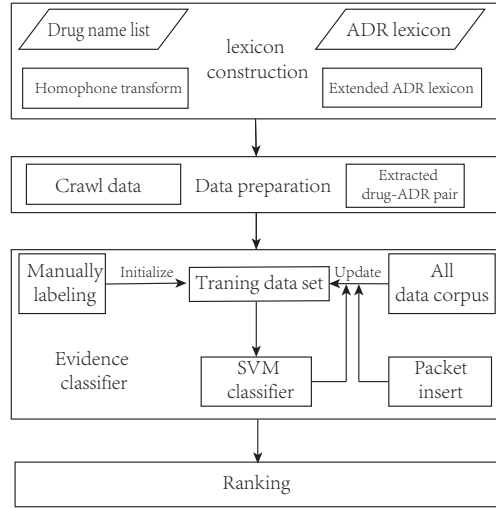 Drug name list
ADR lexicon
lexicon
construction
Homophone transform
Extended ADR lexicon
Crawl data
Data preparation
Extracted
drug-ADR pair
Manually
labeling
Initialize
Traning data set
Update
All
data corpus
Evidence
classifier
SVM
classifier
Packet
insert
Ranking